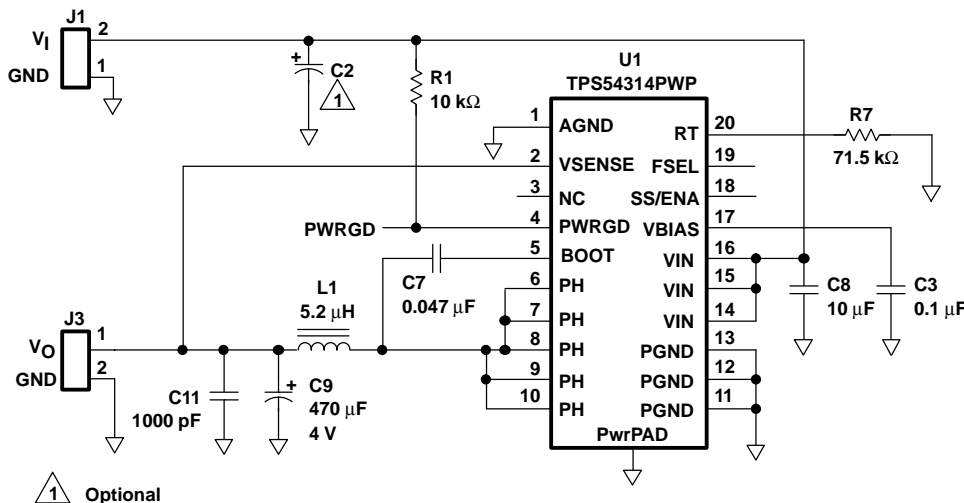 J1
VI
2
GND
1
C2
1
R1
10 kΩ
U1
TPS54314PWP
1
AGND
2
VSENSE
3
NC
4
PWRGD
PWRGD
5
BOOT
6
PH
7
PH
8
PH
9
PH
10
PH
RT
20
FSEL
19
SS/ENA
18
VBIAS
17
VIN
16
VIN
15
VIN
14
PGND
13
PGND
12
PGND
11
PwrPAD
R7
71.5 kΩ
C7
0.047 μF
L1
5.2 μH
C8
10 μF
C3
0.1 μF
J3
VO
1
GND
2
C11
1000 pF
C9
470 μF
4 V
1 Optional